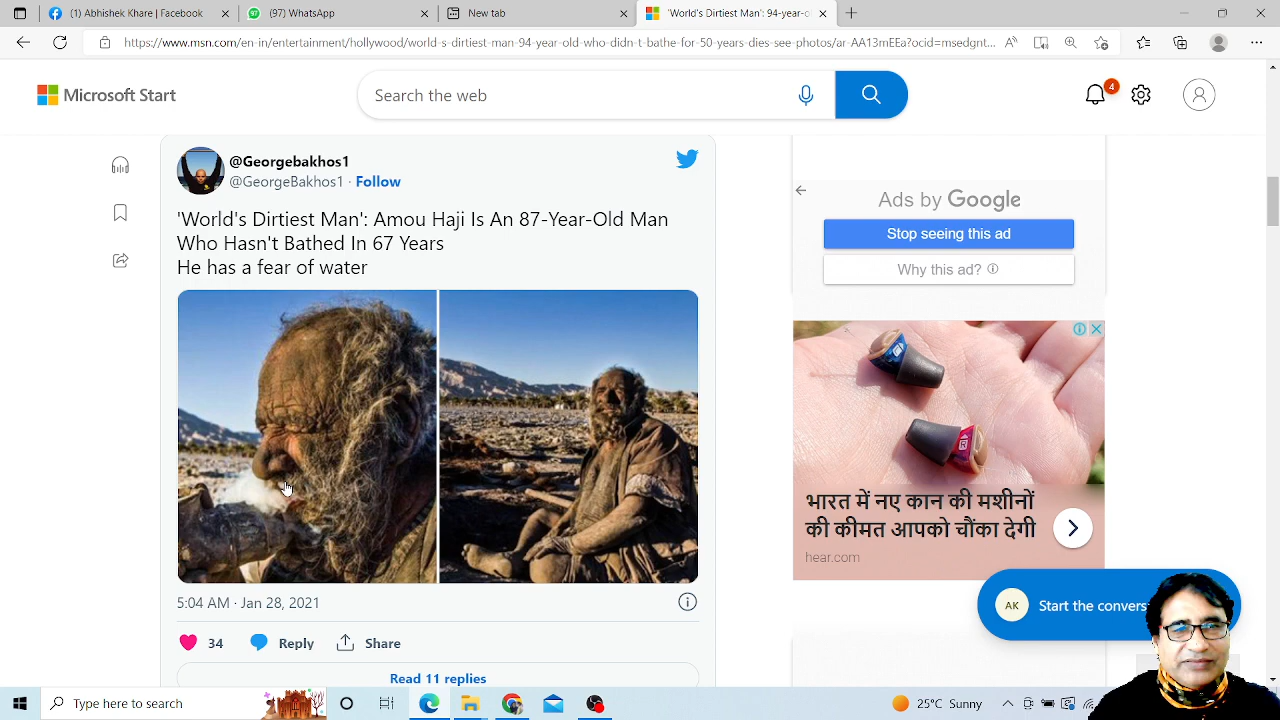 (1) Abhishek Khare | Facebook
(97) WhatsApp
New tab
'World's Dirtiest Man': 94-year-o
https://www.msn.com/en-in/entertainment/hollywood/world-s-dirtiest-man-94-year-old-who-didn-t-bathe-for-50-years-dies-see-photos/ar-AA13mEEa?ocid=msedgnt...
Microsoft Start
Search the web
4
@Georgebakhos1
@GeorgeBakhos1 · Follow
'World's Dirtiest Man': Amou Haji Is An 87-Year-Old Man
Who Hasn't Bathed In 67 Years
He has a fear of water
5:04 AM · Jan 28, 2021
34
Reply
Share
Read 11 replies
Ads by Google
Stop seeing this ad
Why this ad?
भारत में नए कान की मशीनों
की कीमत आपको चौंका देगी
hear.com
AK
Start the convers
Type here to search
25°C Sunny